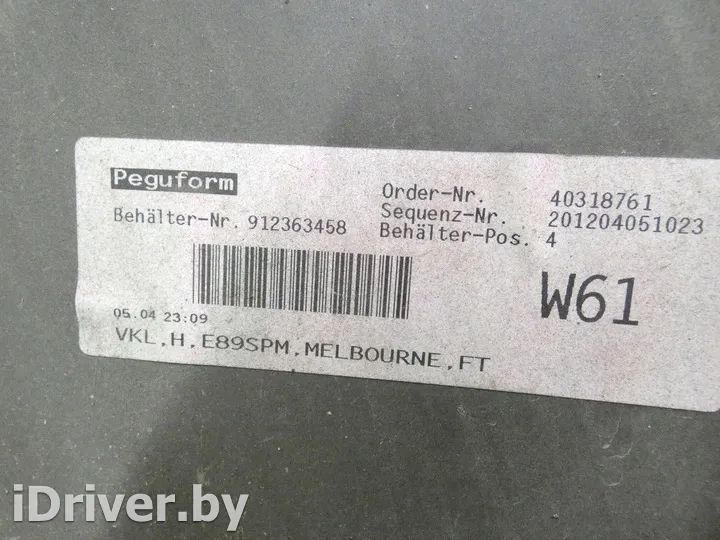 Peguform
Order-Nr. 40318761
Behälter-Nr. 912363458
Sequenz-Nr. 201204051023
Behälter-Pos. 4
W61
05.04 23:09
VKL,H,E89SPM,MELBOURNE,FT
iDriver.by